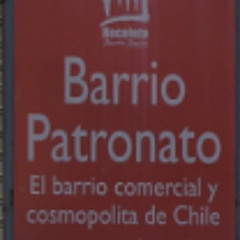 Recoleta
Barrio
Patronato
El barrio comercial y
cosmopolita de Chile